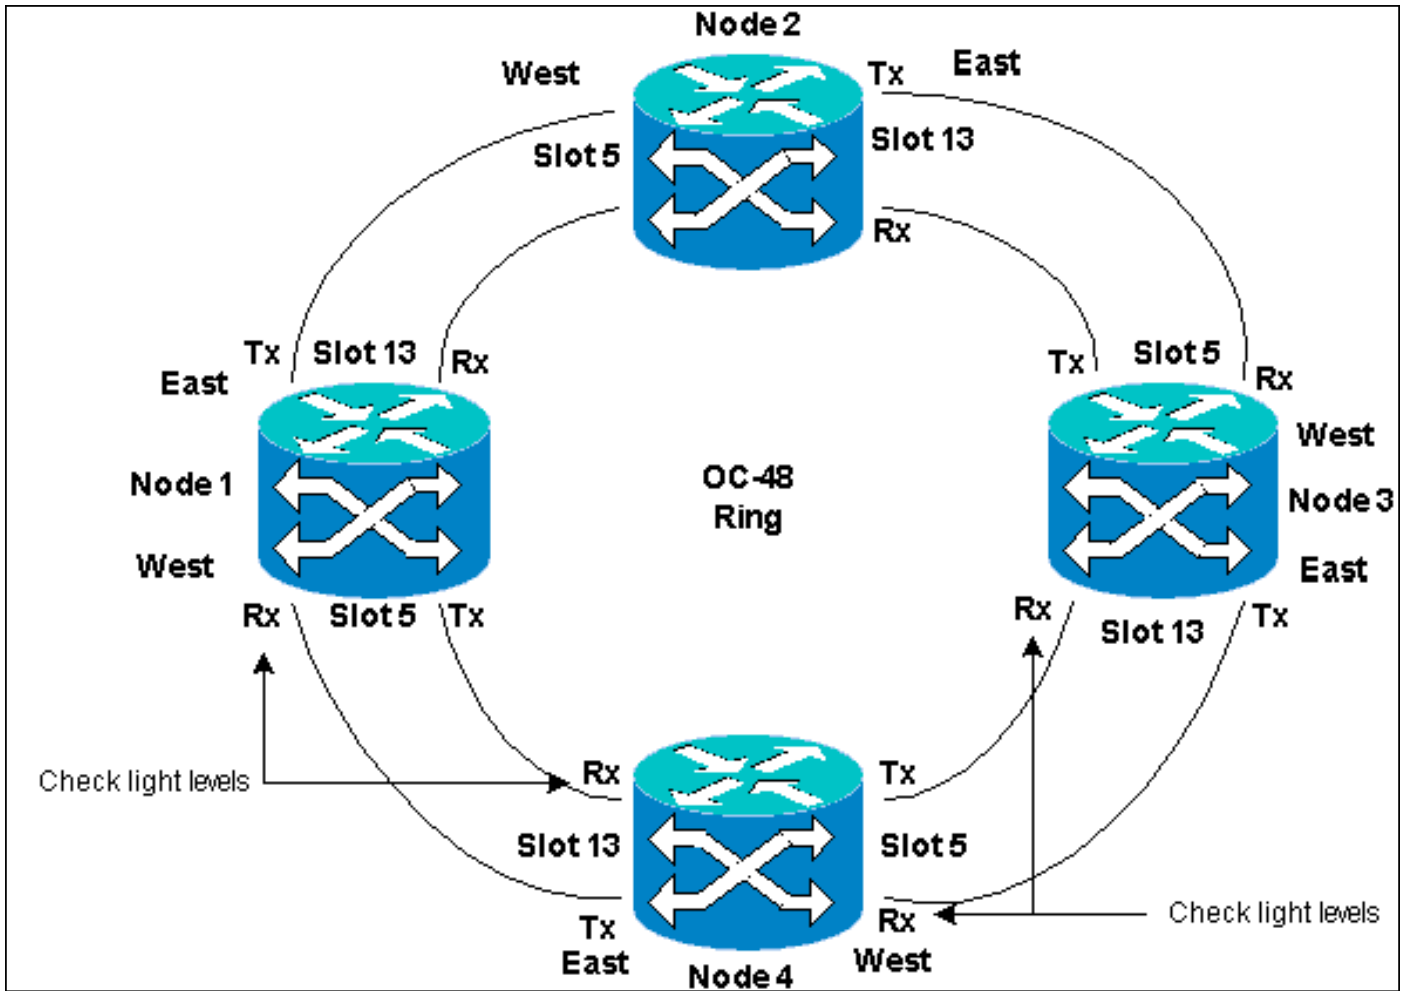 Node 2
West
Tx
East
Slot 5
Slot 13
Rx
Tx
Slot 13
Rx
East
Tx
Slot 5
Rx
West
Node 1
OC-48
Ring
Node 3
West
East
Rx
Slot 5
Tx
Rx
Slot 13
Tx
Check light levels
Rx
Tx
Slot 13
Slot 5
Tx
Rx
Check light levels
East
West
Node 4